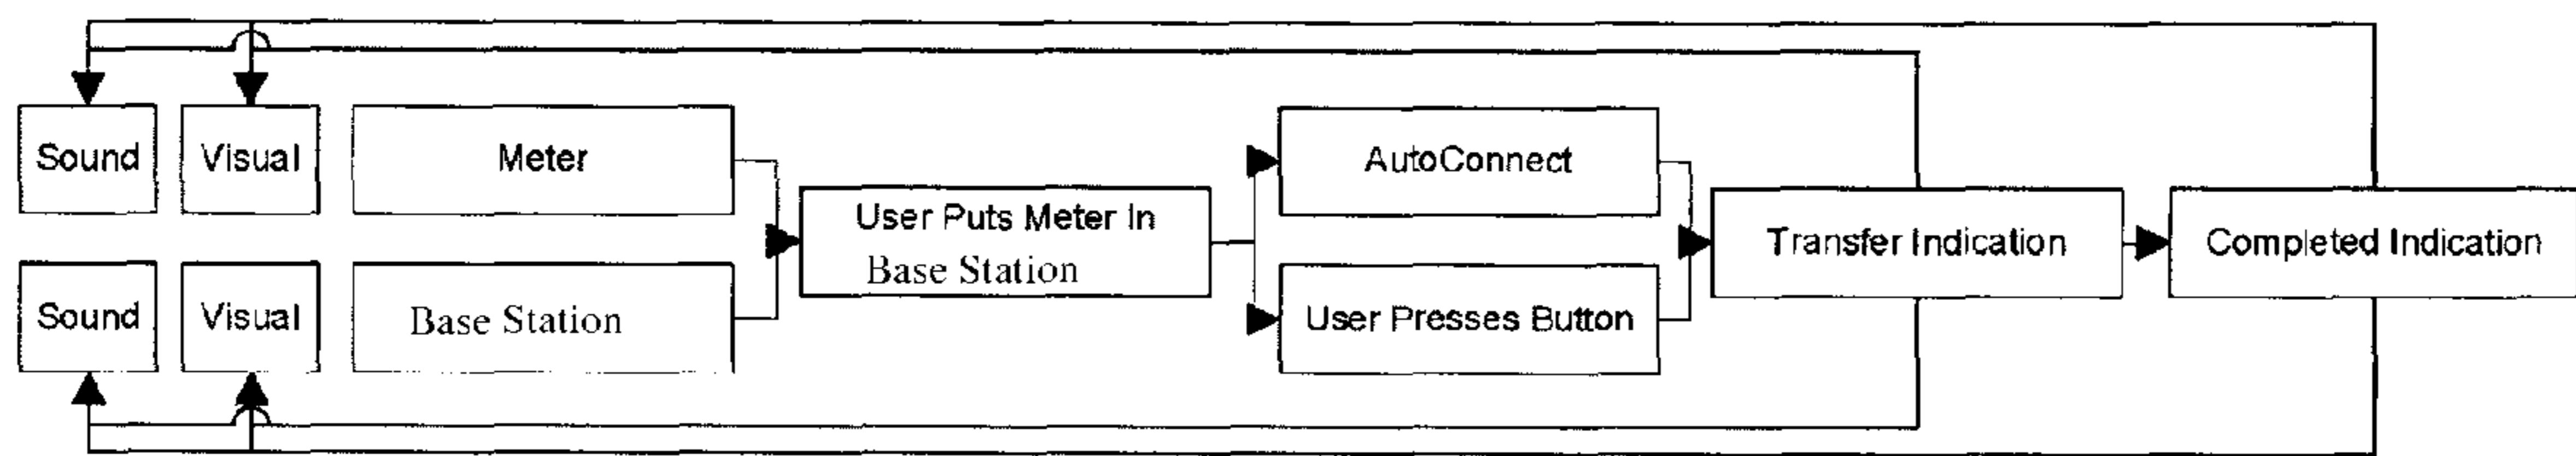 Sound
Visual
Meter
AutoConnect
User Puts Meter In
Base Station
Transfer Indication
Completed Indication
Sound
Visual
Base Station
User Presses Button